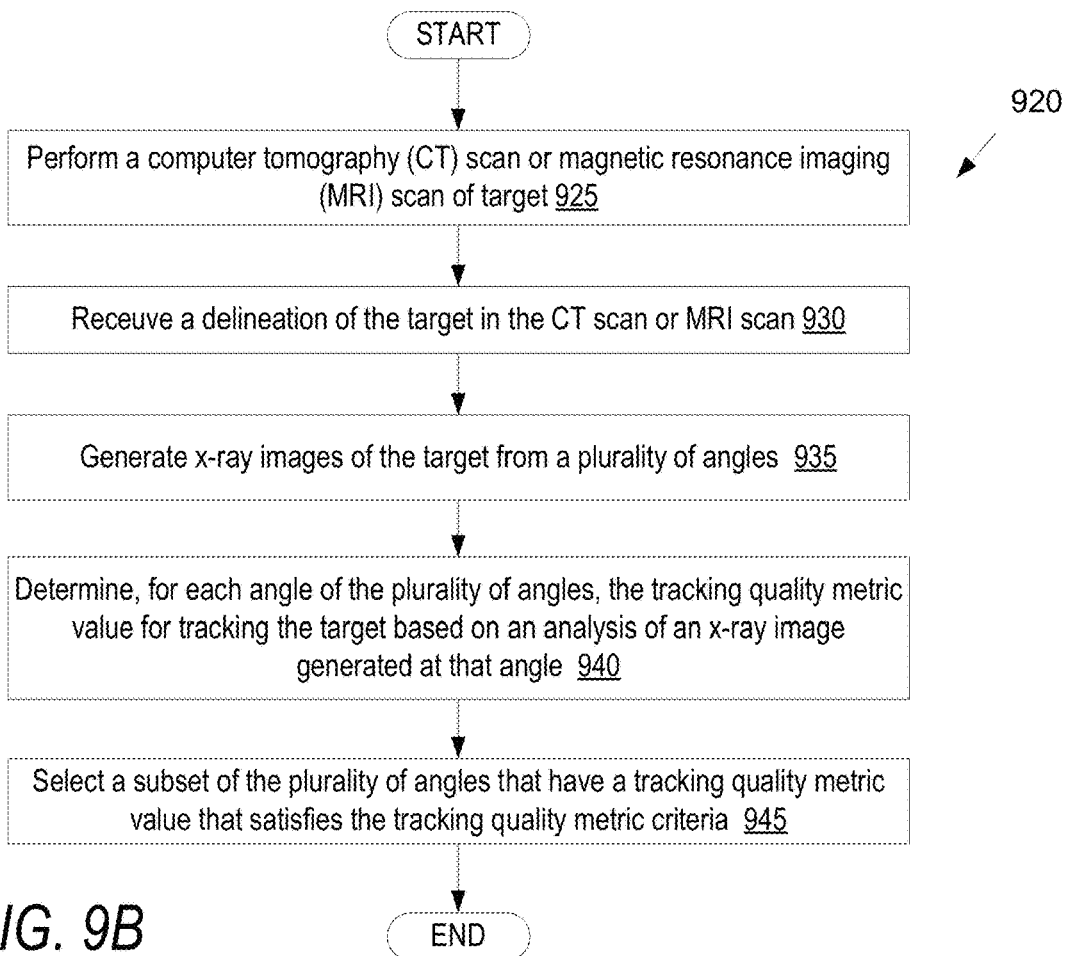 START
920
Perform a computer tomography (CT) scan or magnetic resonance imaging
(MRI) scan of target 925
Receuve a delineation of the target in the CT scan or MRI scan 930
Generate x-ray images of the target from a plurality of angles 935
Determine, for each angle of the plurality of angles, the tracking quality metric
value for tracking the target based on an analysis of an x-ray image
generated at that angle 940
Select a subset of the plurality of angles that have a tracking quality metric
value that satisfies the tracking quality metric criteria 945
IG. 9B
END